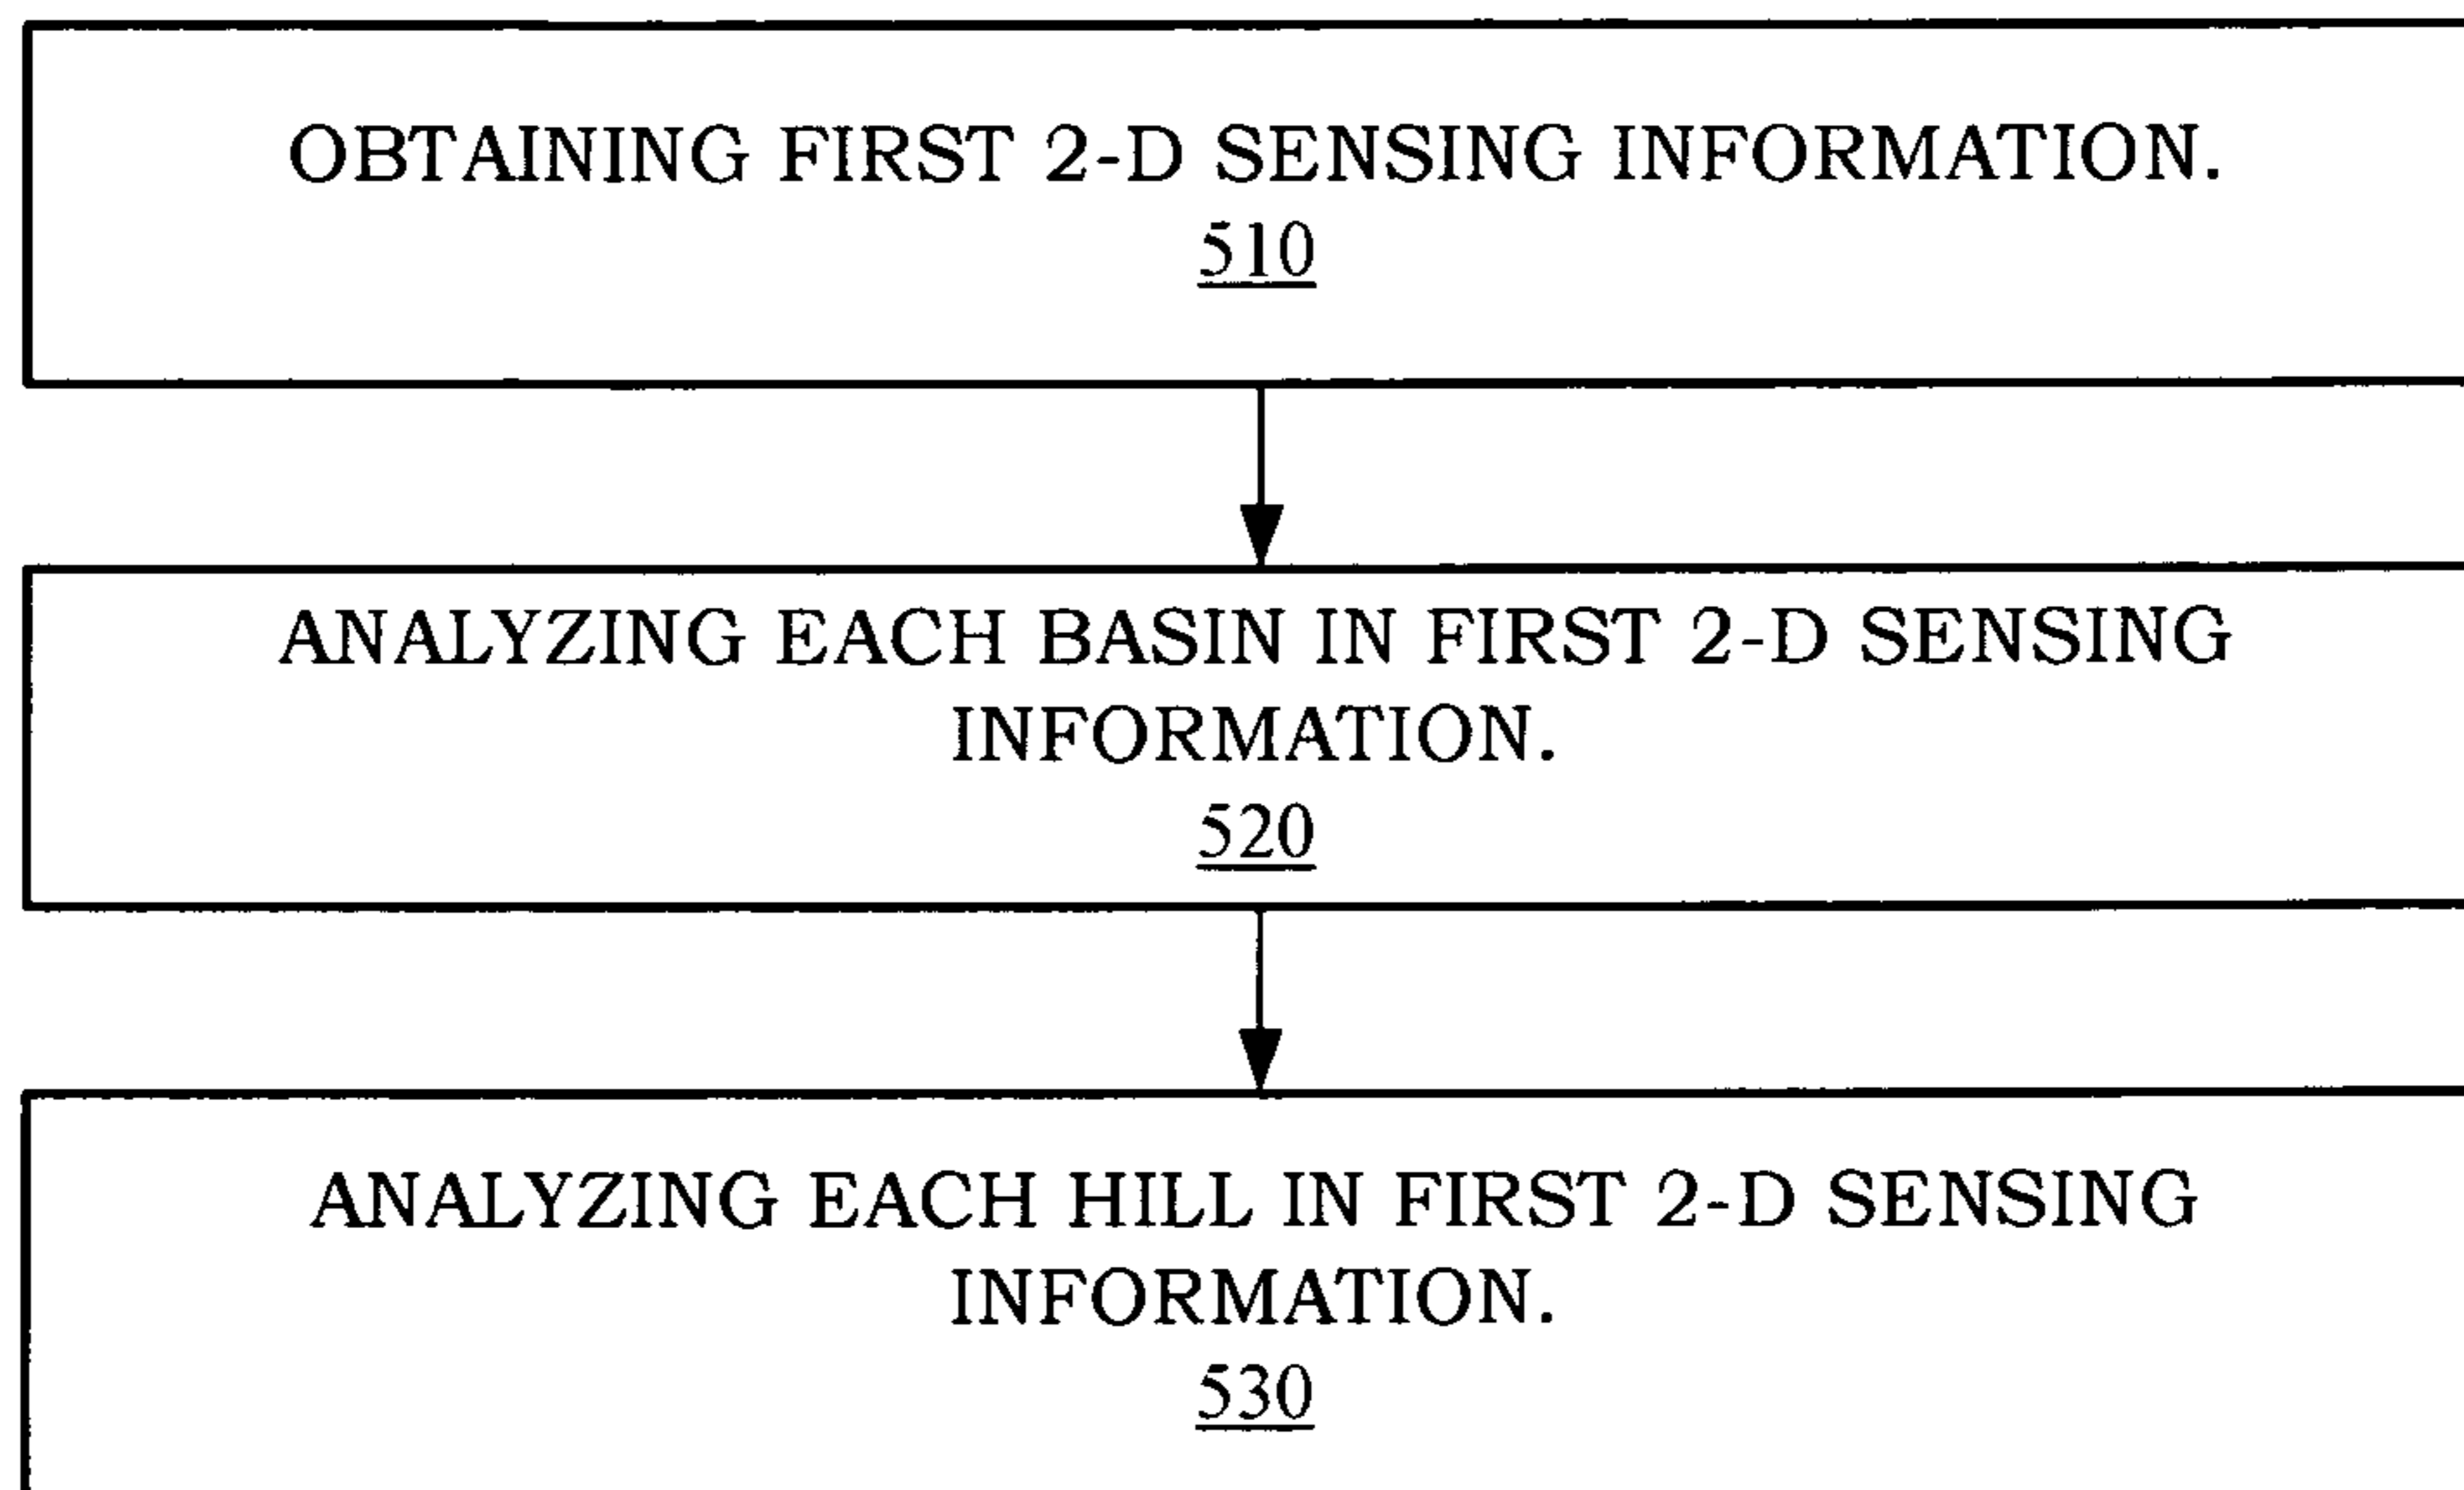 OBTAINING FIRST 2-D SENSING INFORMATION.
510
ANALYZING EACH BASIN IN FIRST 2-D SENSING
INFORMATION.
520
ANALYZING EACH HILL IN FIRST 2-D SENSING
INFORMATION.
530